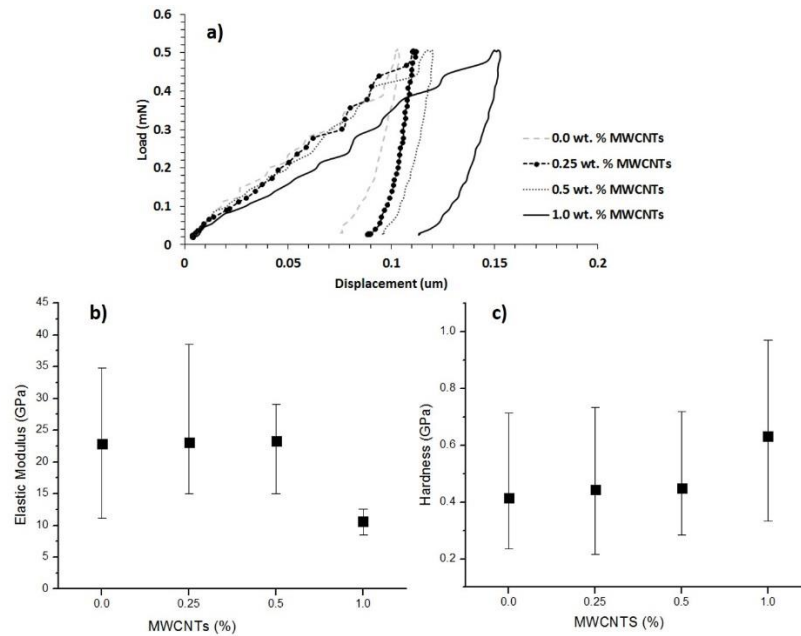 a)
0.6
0.5
0.4
0.3
0.2
0.1
0
Load (mN)
0 0.05 0.1 0.15 0.2
Displacement (um)
0.0 wt. % MWCNTs
0.25 wt. % MWCNTs
0.5 wt. % MWCNTs
1.0 wt. % MWCNTs
b)
45
40
35
30
25
20
15
10
5
0
Elastic Modulus (GPa)
0.0 0.25 0.5 1.0
MWCNTs (%)
c)
1.0
0.8
0.6
0.4
0.2
Hardness (GPa)
0.0 0.25 0.5 1.0
MWCNTS (%)